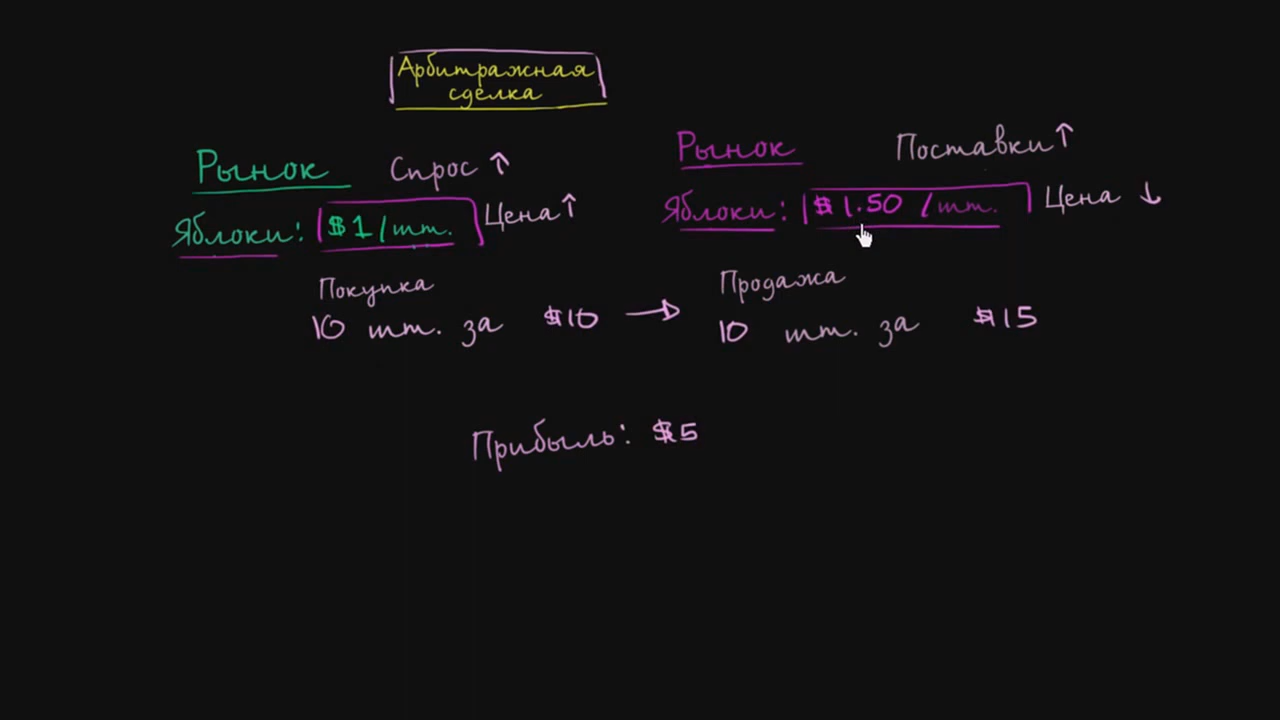 Арбитражная
сделка
Рынок Спрос ↑
Яблоки: $1/шт. Цена ↑
Покупка
10 шт. за $10 →
Рынок Поставки ↑
Яблоки: $1.50 /шт. Цена ↓
Продажа
10 шт. за $15
Прибыль: $5